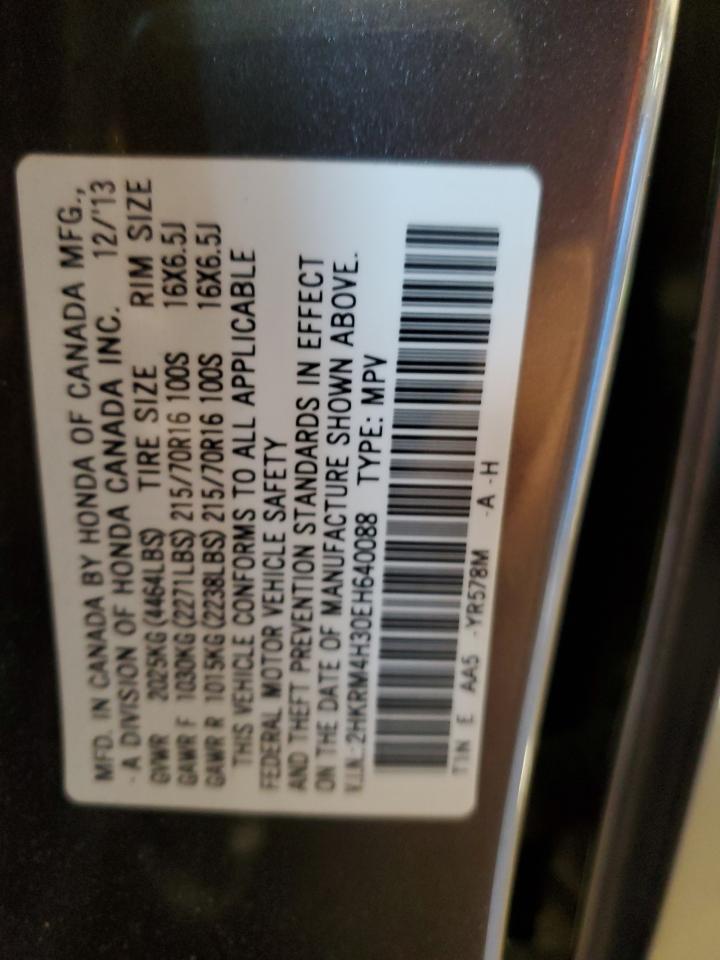 MFD. IN CANADA BY HONDA OF CANADA MFG.,
- A DIVISION OF HONDA CANADA INC. 12/'13
GVWR 2025KG (4464LBS) TIRE SIZE RIM SIZE
GAWR F 1030KG (2271LBS) 215/70R16 100S 16X6.5J
GAWR R 1015KG (2238LBS) 215/70R16 100S 16X6.5J
THIS VEHICLE CONFORMS TO ALL APPLICABLE
FEDERAL MOTOR VEHICLE SAFETY
AND THEFT PREVENTION STANDARDS IN EFFECT
ON THE DATE OF MANUFACTURE SHOWN ABOVE.
V.I.N.: 2HKRM4H30EH640088 TYPE: MPV
T1N E AA5 -YR578M -A -H